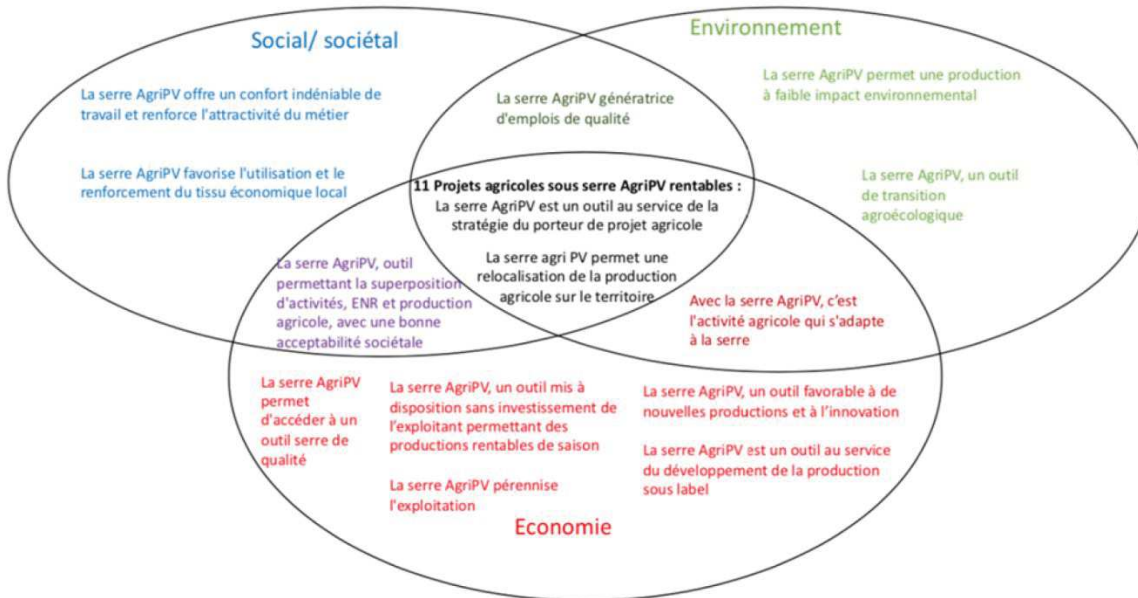 Social/ sociétal
Environnement
La serre AgriPV offre un confort indéniable de
travail et renforce l'attractivité du métier
La serre AgriPV favorise l'utilisation et le
renforcement du tissu économique local
La serre AgriPV génératrice
d'emplois de qualité
La serre AgriPV permet une production
à faible impact environnemental
La serre AgriPV, un outil
de transition
agroécologique
11 Projets agricoles sous serre AgriPV rentables :
La serre AgriPV est un outil au service de la
stratégie du porteur de projet agricole
La serre agri PV permet une
relocalisation de la production
agricole sur le territoire
La serre AgriPV, outil
permettant la superposition
d'activités, ENR et production
agricole, avec une bonne
acceptabilité sociétale
Avec la serre AgriPV, c'est
l'activité agricole qui s'adapte
à la serre
La serre AgriPV
permet
d'accéder à un
outil serre de
qualité
La serre AgriPV, un outil mis à
disposition sans investissement de
l'exploitant permettant des
productions rentables de saison
La serre AgriPV pérennise
l'exploitation
La serre AgriPV, un outil favorable à de
nouvelles productions et à l'innovation
La serre AgriPV est un outil au service
du développement de la production
sous label
Economie